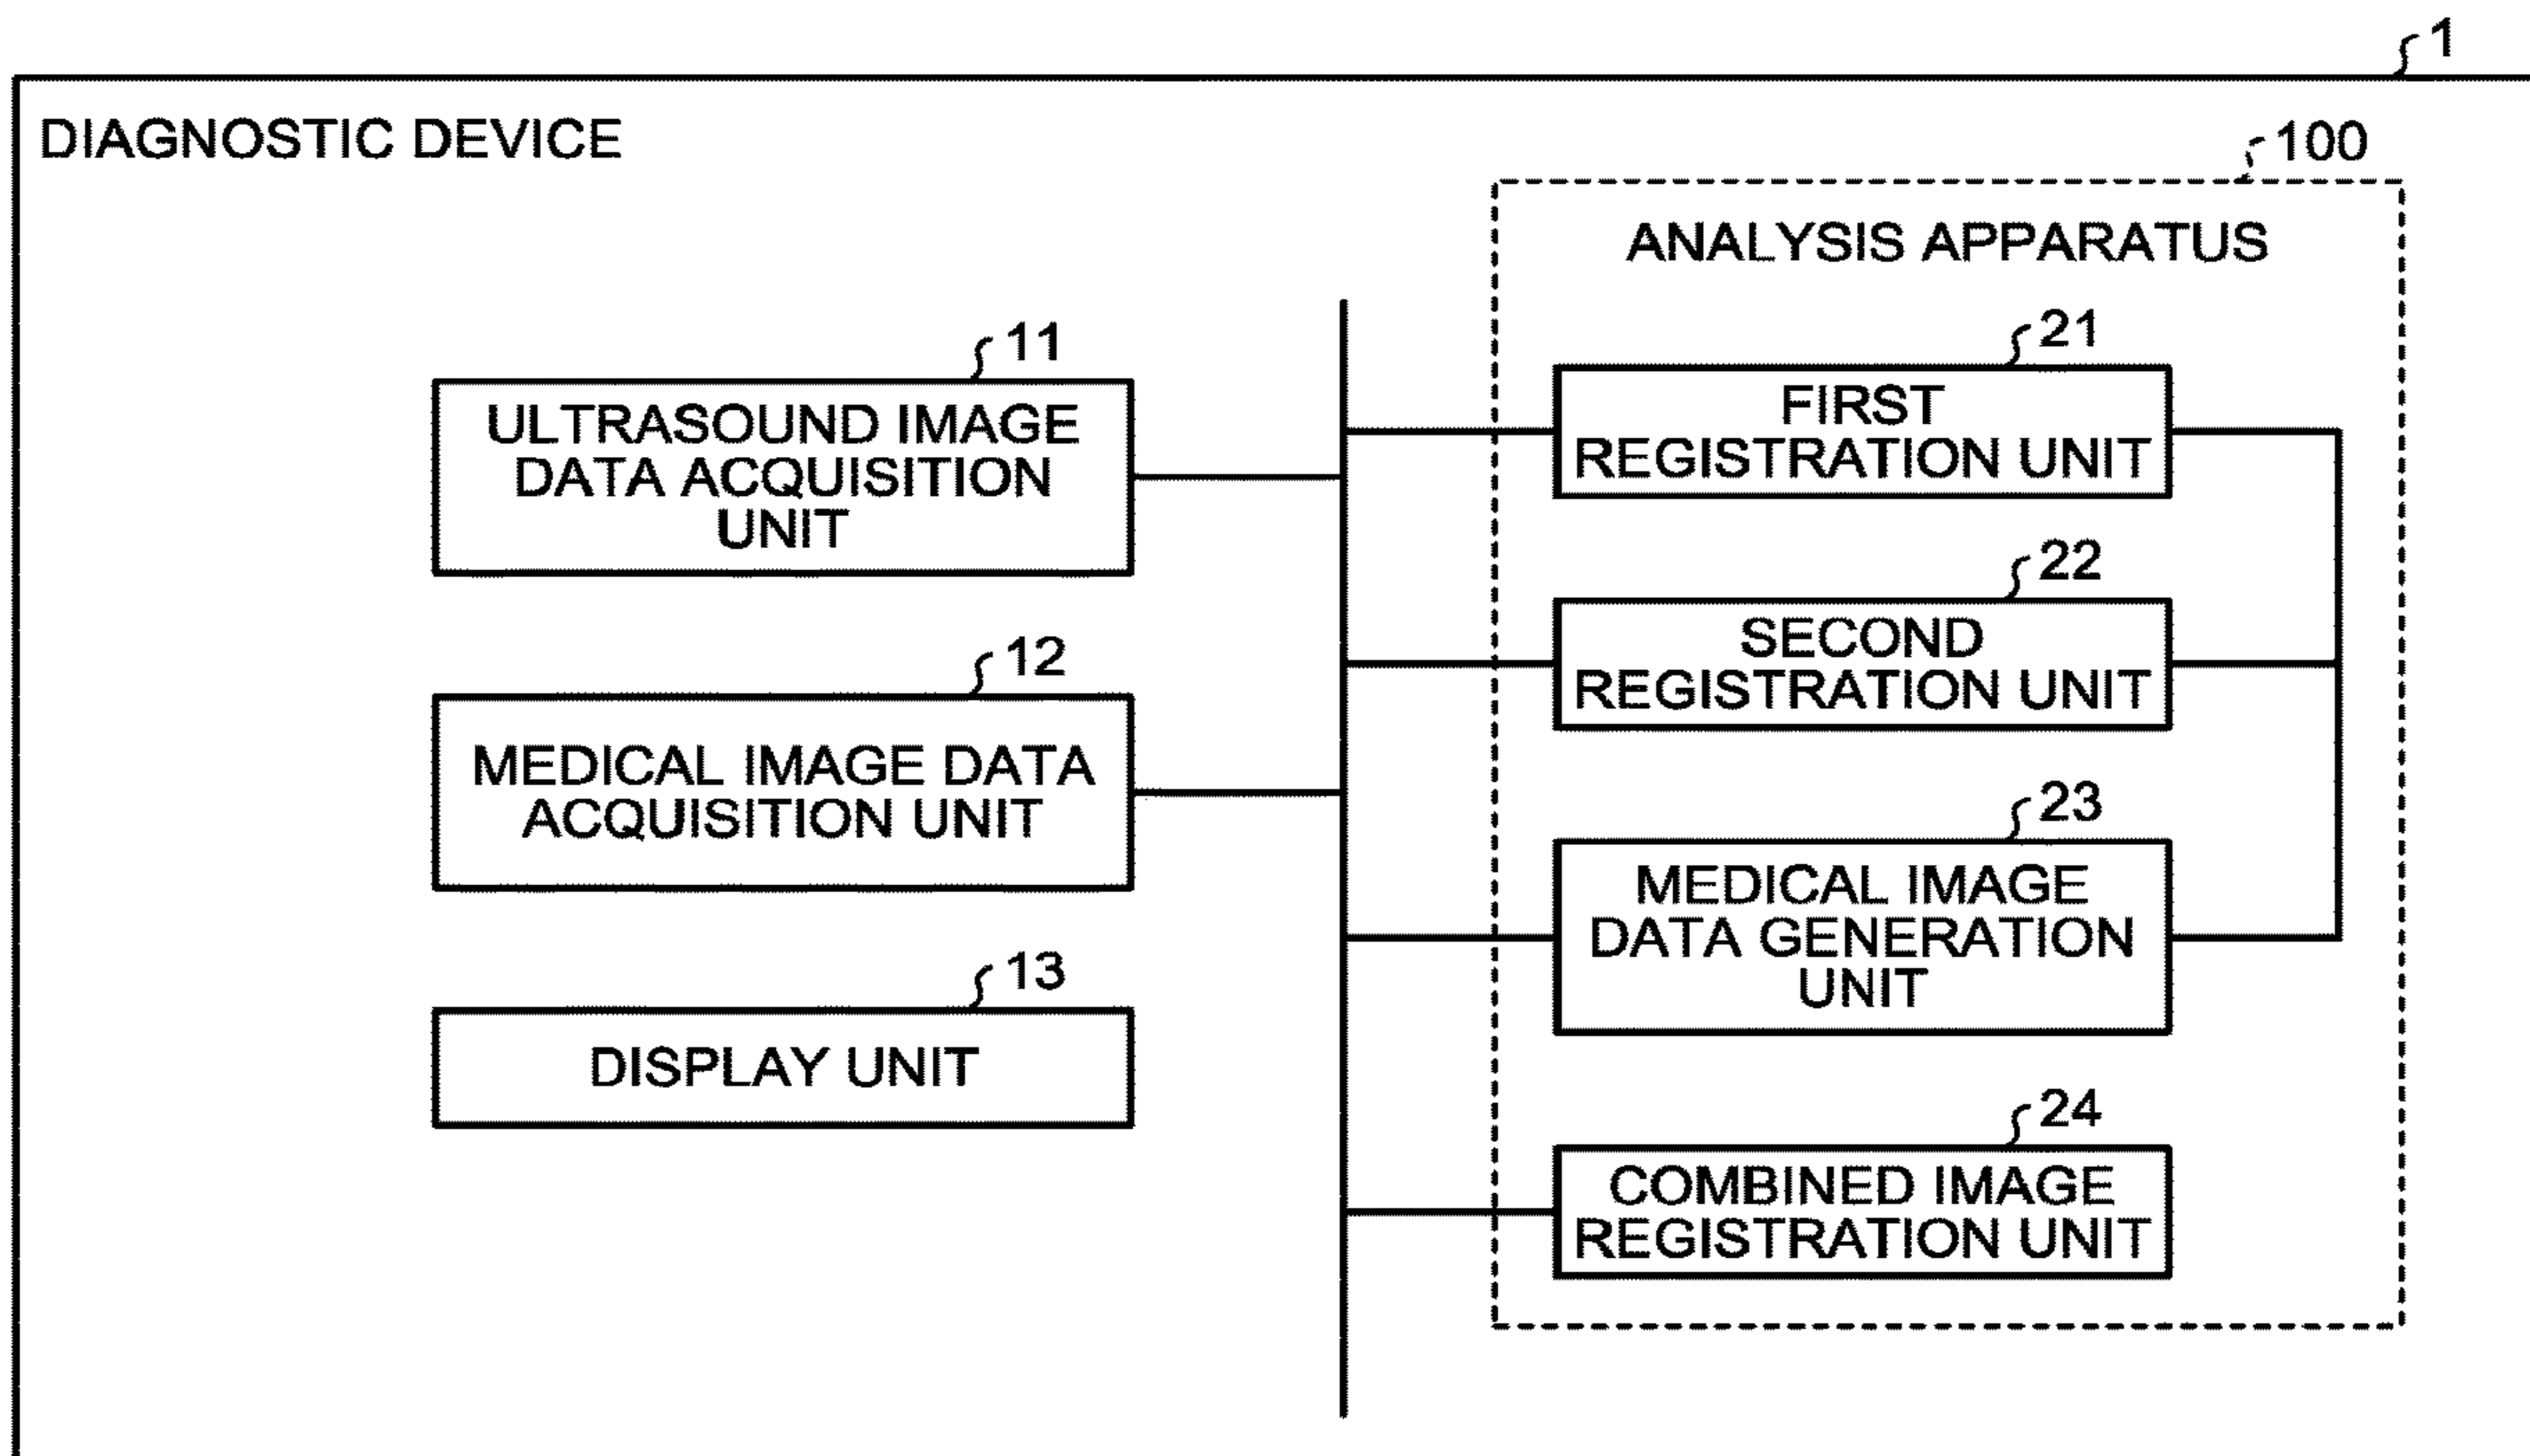 1
DIAGNOSTIC DEVICE
100
ANALYSIS APPARATUS
11
ULTRASOUND IMAGE
DATA ACQUISITION
UNIT
12
MEDICAL IMAGE DATA
ACQUISITION UNIT
13
DISPLAY UNIT
21
FIRST
REGISTRATION UNIT
22
SECOND
REGISTRATION UNIT
23
MEDICAL IMAGE
DATA GENERATION
UNIT
24
COMBINED IMAGE
REGISTRATION UNIT